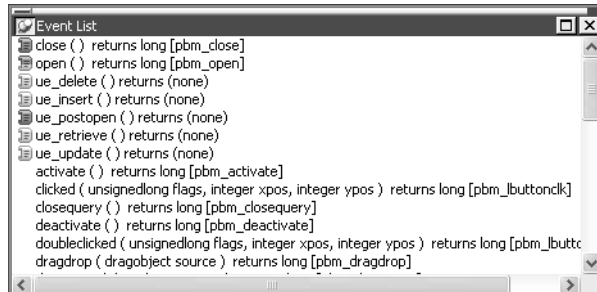 Event List
close ( ) returns long [pbm_close]
open ( ) returns long [pbm_open]
ue_delete ( ) returns (none)
ue_insert ( ) returns (none)
ue_postopen ( ) returns (none)
ue_retrieve ( ) returns (none)
ue_update ( ) returns (none)
activate ( ) returns long [pbm_activate]
clicked ( unsignedlong flags, integer xpos, integer ypos ) returns long [pbm_lbuttonclk]
closequery ( ) returns long [pbm_closequery]
deactivate ( ) returns long [pbm_deactivate]
doubleclicked ( unsignedlong flags, integer xpos, integer ypos ) returns long [pbm_lbuttc
dragdrop ( dragobject source ) returns long [pbm_dragdrop]